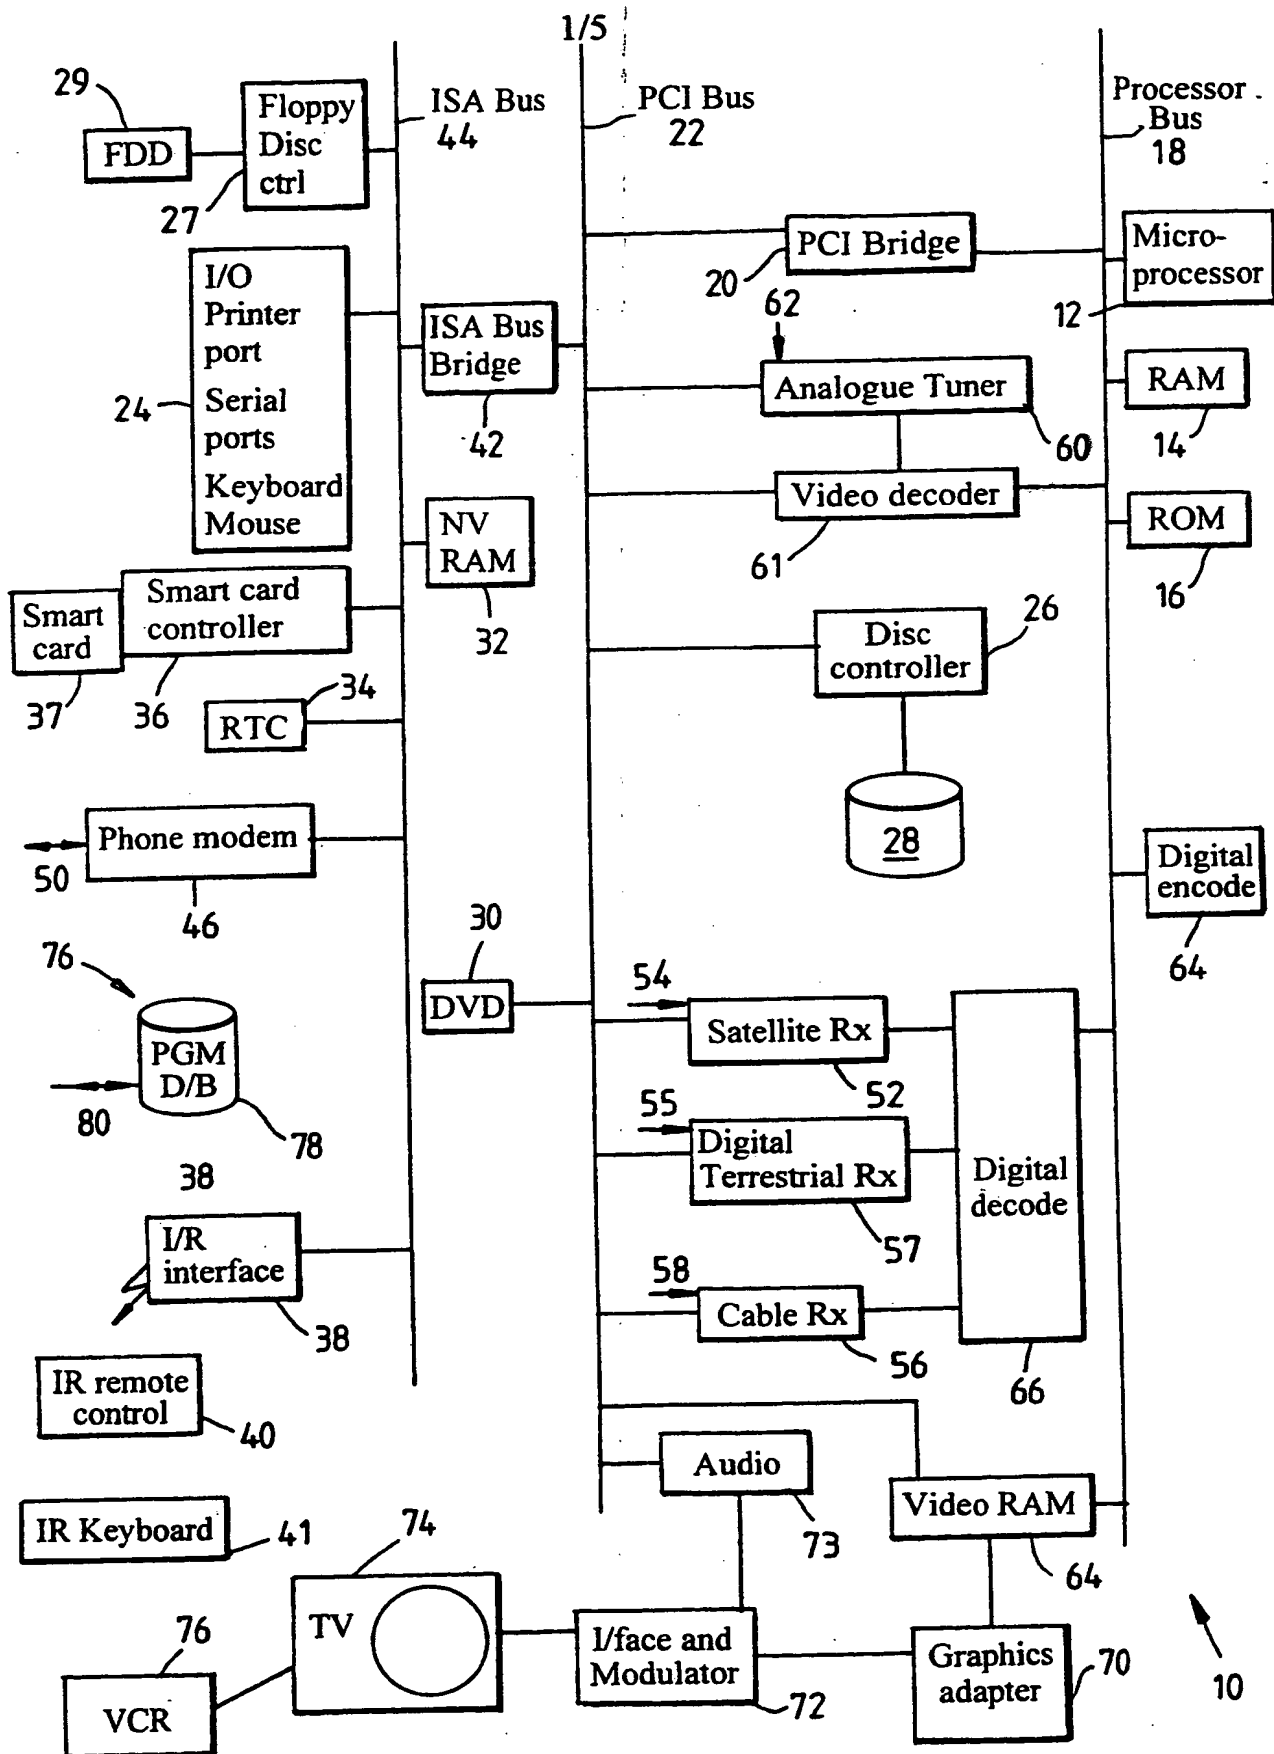 1/5
29
FDD
Floppy
Disc
ctrl
27
ISA Bus
44
PCI Bus
22
Processor
Bus
18
I/O
Printer
port
Serial
ports
Keyboard
Mouse
24
ISA Bus
Bridge
42
PCI Bridge
20
Micro-
processor
12
62
Analogue Tuner
60
RAM
14
Video decoder
61
ROM
16
NV
RAM
32
Smart card
controller
36
Smart
card
37
34
RTC
Disc
controller
26
28
Phone modem
50
46
Digital
encode
64
76
PGM
D/B
80
78
30
DVD
54
Satellite Rx
52
55
Digital
Terrestrial Rx
57
58
Cable Rx
56
Digital
decode
66
38
I/R
interface
38
IR remote
control
40
IR Keyboard
41
Audio
73
Video RAM
64
74
TV
76
VCR
I/face and
Modulator
72
Graphics
adapter
70
10